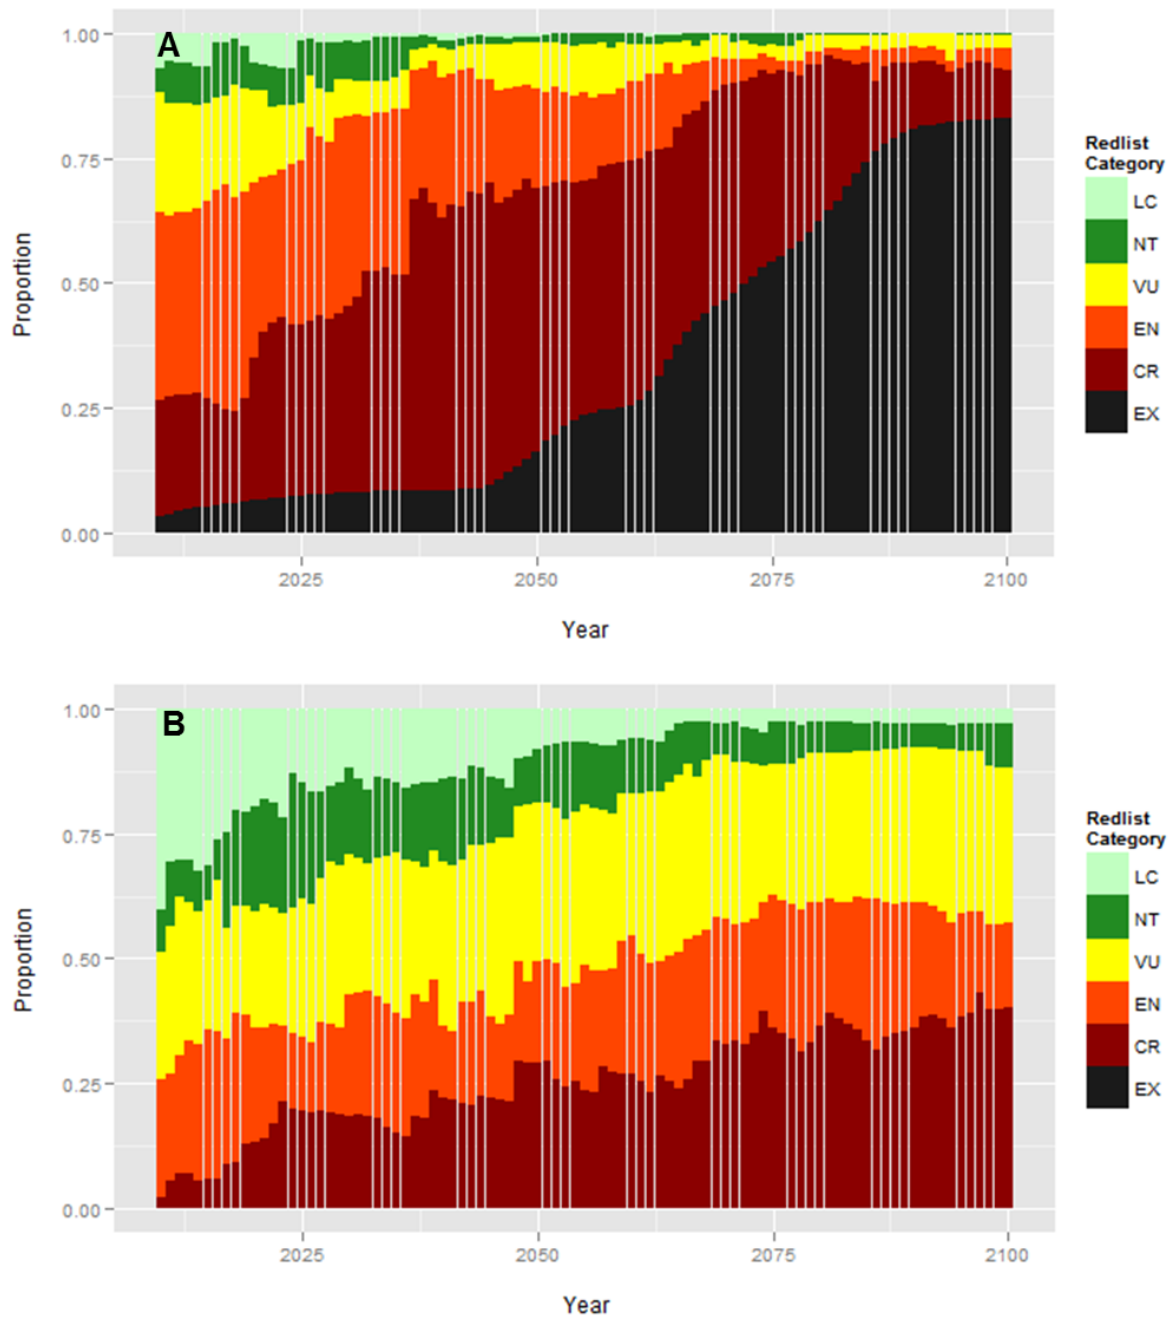 A
1.00
0.75
0.50
0.25
0.00
Proportion
2025 2050 2075 2100
Year
Redlist
Category
LC
NT
VU
EN
CR
EX
B
1.00
0.75
0.50
0.25
0.00
Proportion
2025 2050 2075 2100
Year
Redlist
Category
LC
NT
VU
EN
CR
EX